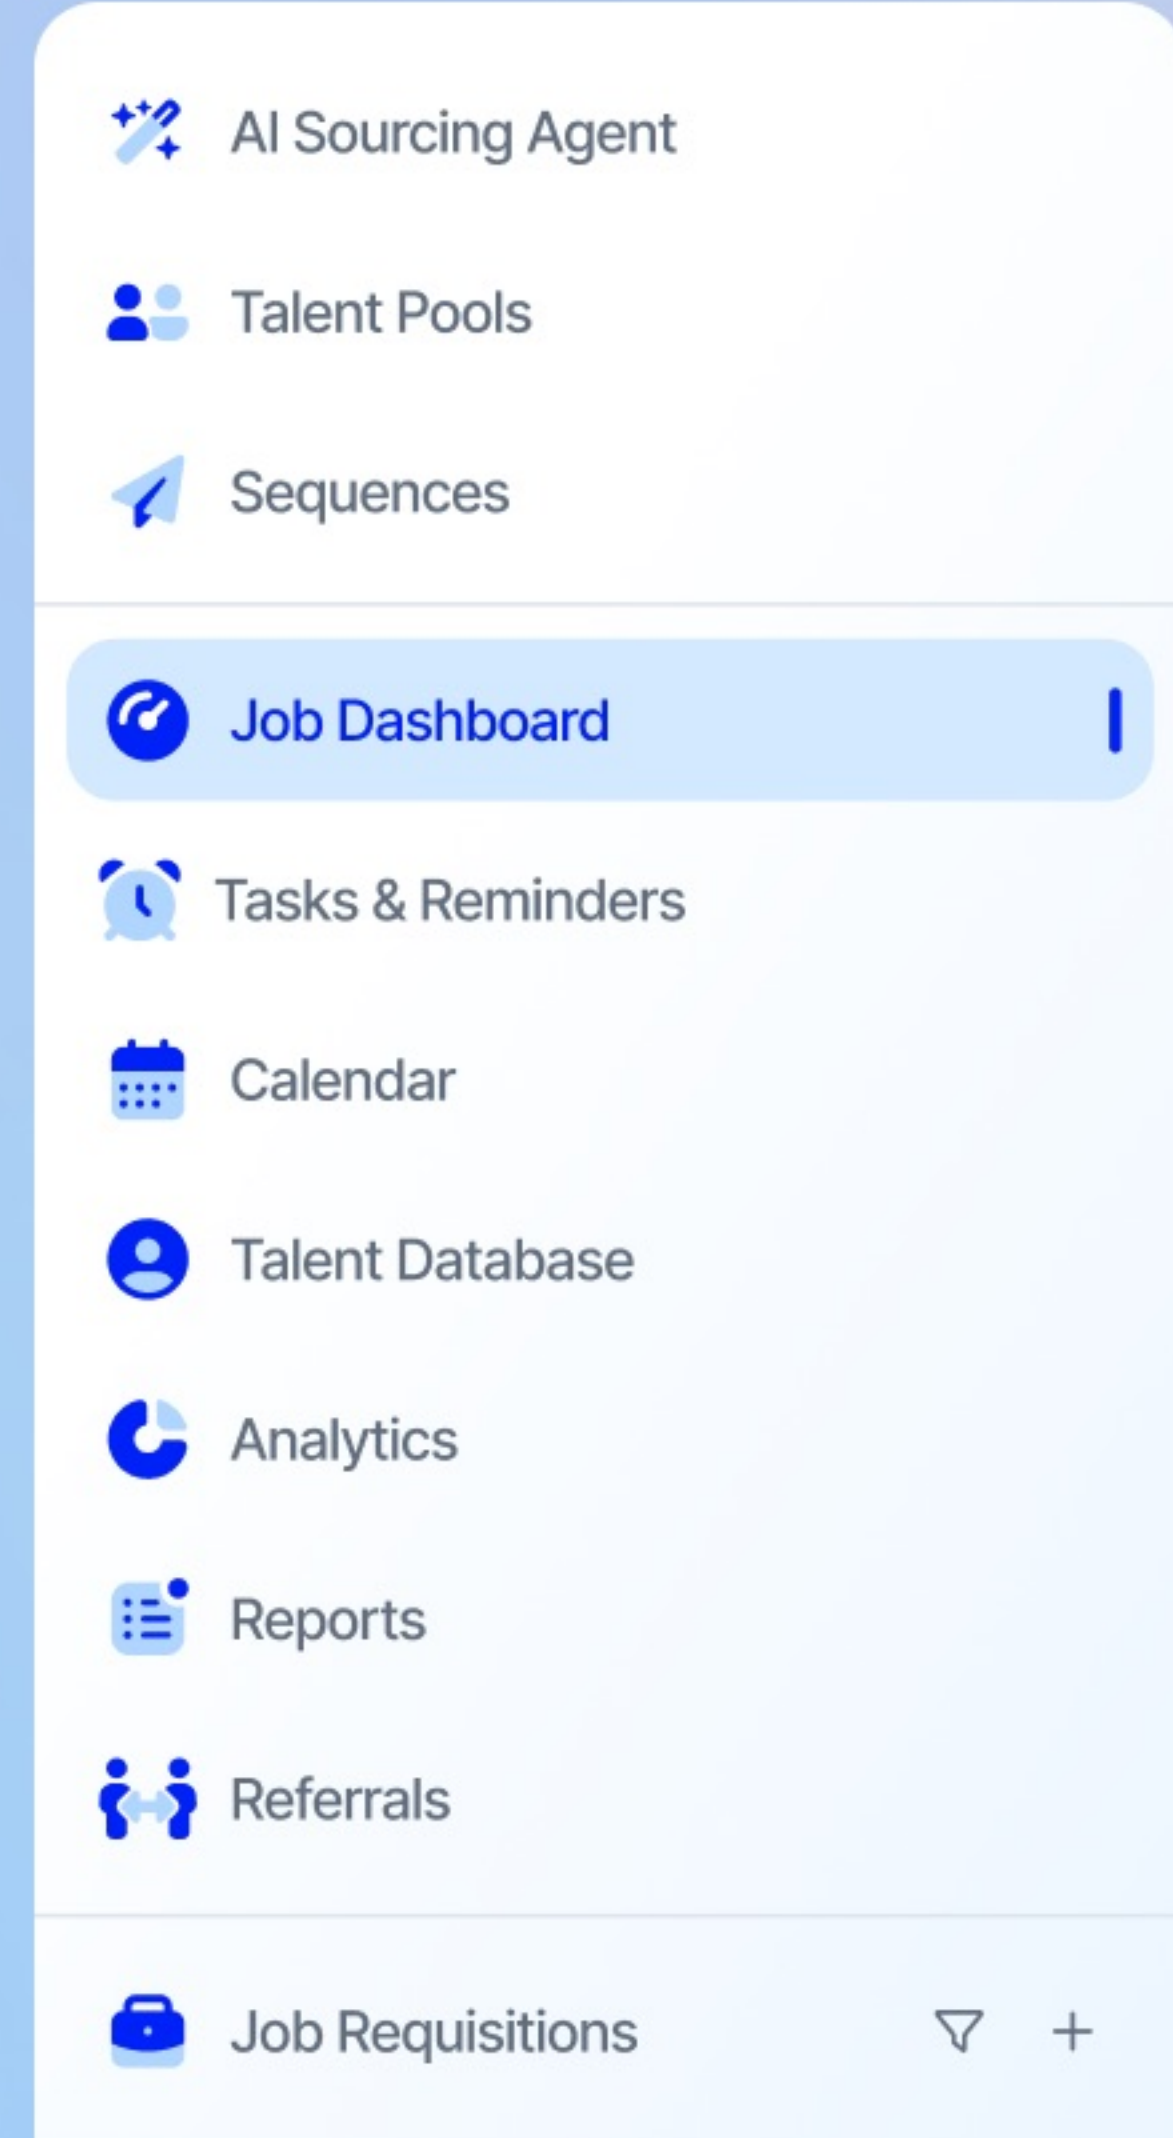 AI Sourcing Agent
Talent Pools
Sequences
Job Dashboard
Tasks & Reminders
Calendar
Talent Database
Analytics
Reports
Referrals
Job Requisitions